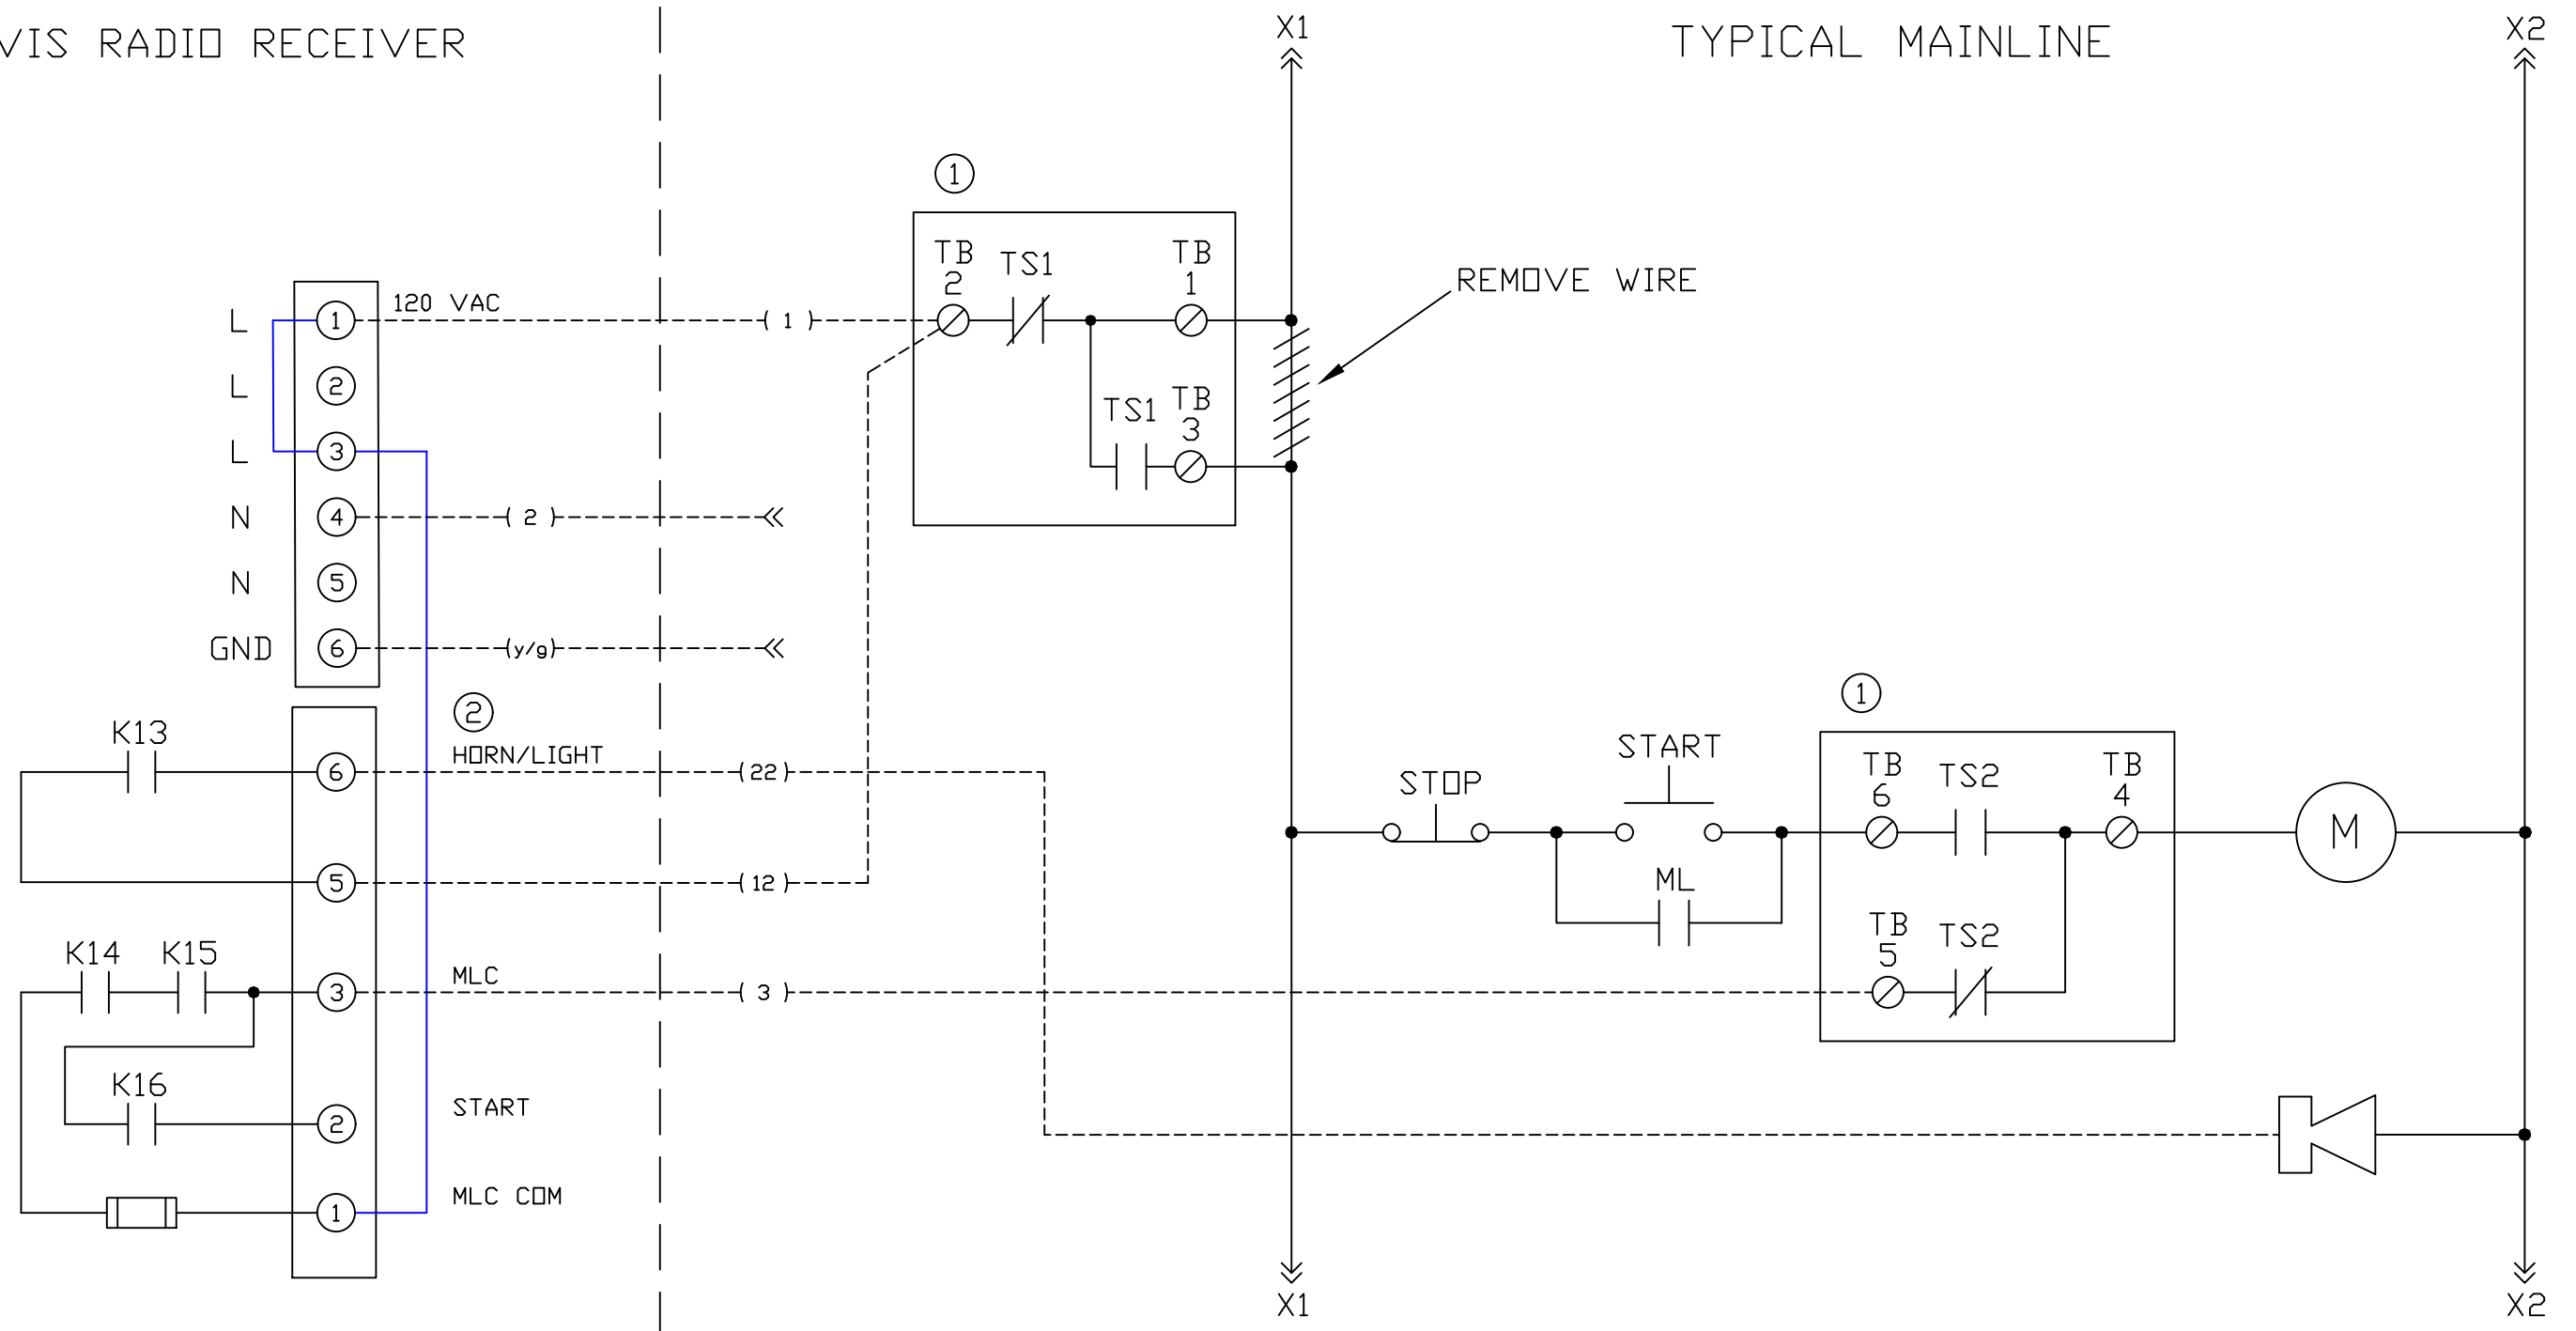 VIS RADIO RECEIVER
X1
TYPICAL MAINLINE
X2
1
TB
2
TS1
TB
1
REMOVE WIRE
L
1
120 VAC
( 1 )
L
2
TS1
TB
3
L
3
N
4
( 2 )
N
5
GND
6
(y/g)
1
2
K13
HORN/LIGHT
6
(22)
START
STOP
TB
6
TS2
TB
4
M
5
(12)
ML
TB
5
TS2
K14
K15
MLC
3
( 3 )
K16
START
2
MLC COM
1
X1
X2